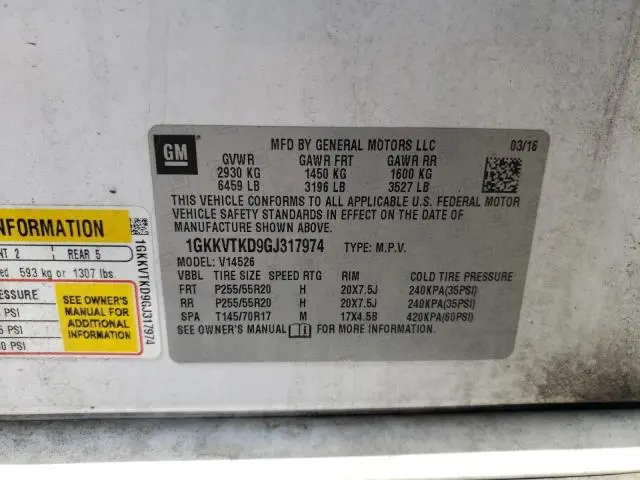 GM
MFD BY GENERAL MOTORS LLC 03/16
GVWR GAWR FRT GAWR RR
2930 KG 1450 KG 1600 KG
6459 LB 3196 LB 3527 LB
THIS VEHICLE CONFORMS TO ALL APPLICABLE U.S. FEDERAL MOTOR
VEHICLE SAFETY STANDARDS IN EFFECT ON THE DATE OF
MANUFACTURE SHOWN ABOVE.
1GKKVTKD9GJ317974 TYPE: M.P.V.
MODEL: V14526
VBBL TIRE SIZE SPEED RTG RIM COLD TIRE PRESSURE
FRT P255/55R20 H 20X7.5J 240KPA(35PSI)
RR P255/55R20 H 20X7.5J 240KPA(35PSI)
SPA T145/70R17 M 17X4.5B 420KPA(60PSI)
SEE OWNER'S MANUAL FOR MORE INFORMATION
INFORMATION
2 REAR 5
593 kg or 1307 lbs.
PSI
PSI
PSI
SEE OWNER'S
MANUAL FOR
ADDITIONAL
INFORMATION
1GKKVTKD9GJ317974